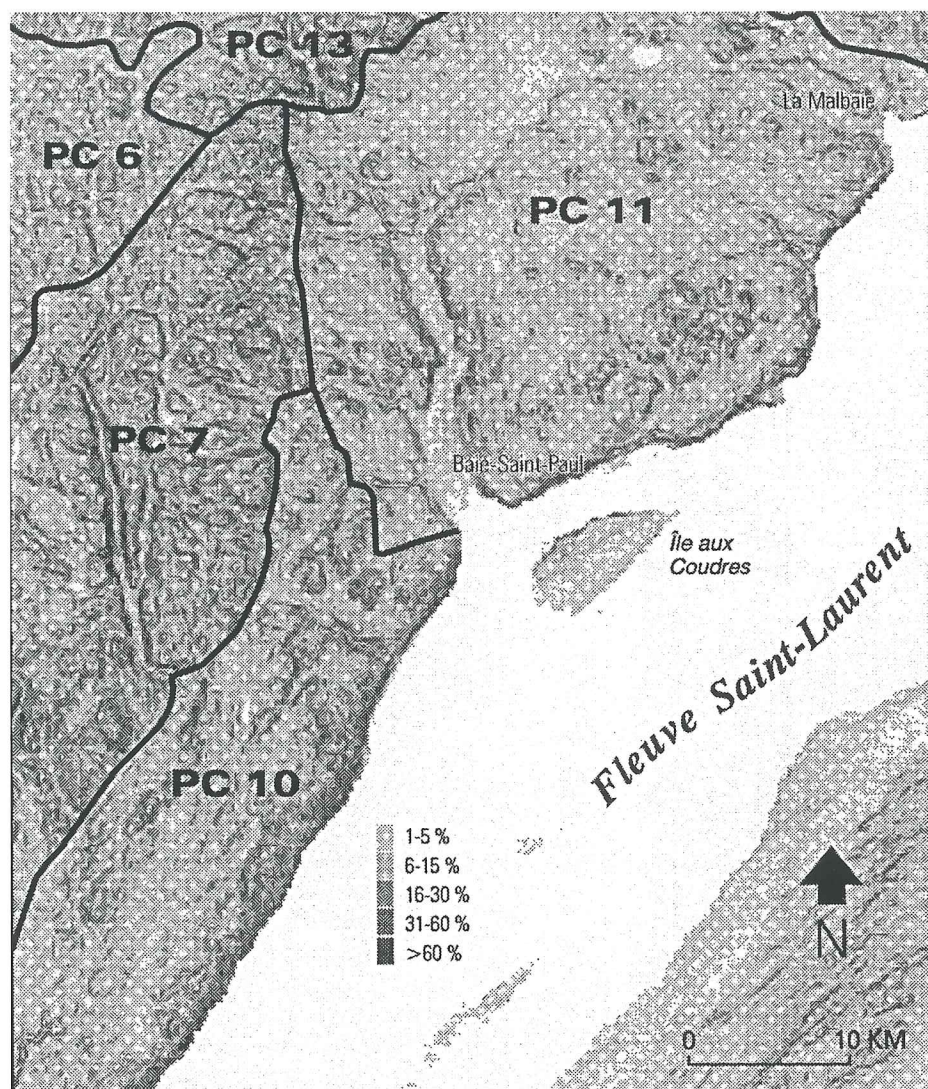 PC 13
La Malbaie
PC 6
PC 11
PC 7
Baie-Saint-Paul
Île aux
Coudres
Fleuve Saint-Laurent
PC 10
1-5 %
6-15 %
16-30 %
31-60 %
>60 %
N
0 10 KM